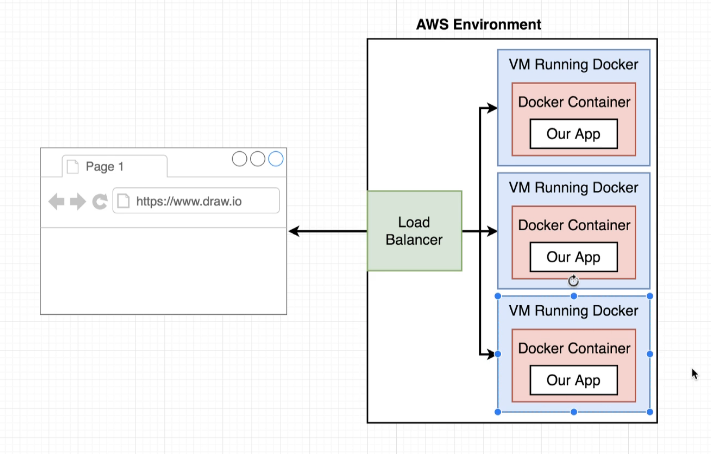 AWS Environment
Page 1
https://www.draw.io
Load
Balancer
VM Running Docker
Docker Container
Our App
VM Running Docker
Docker Container
Our App
VM Running Docker
Docker Container
Our App